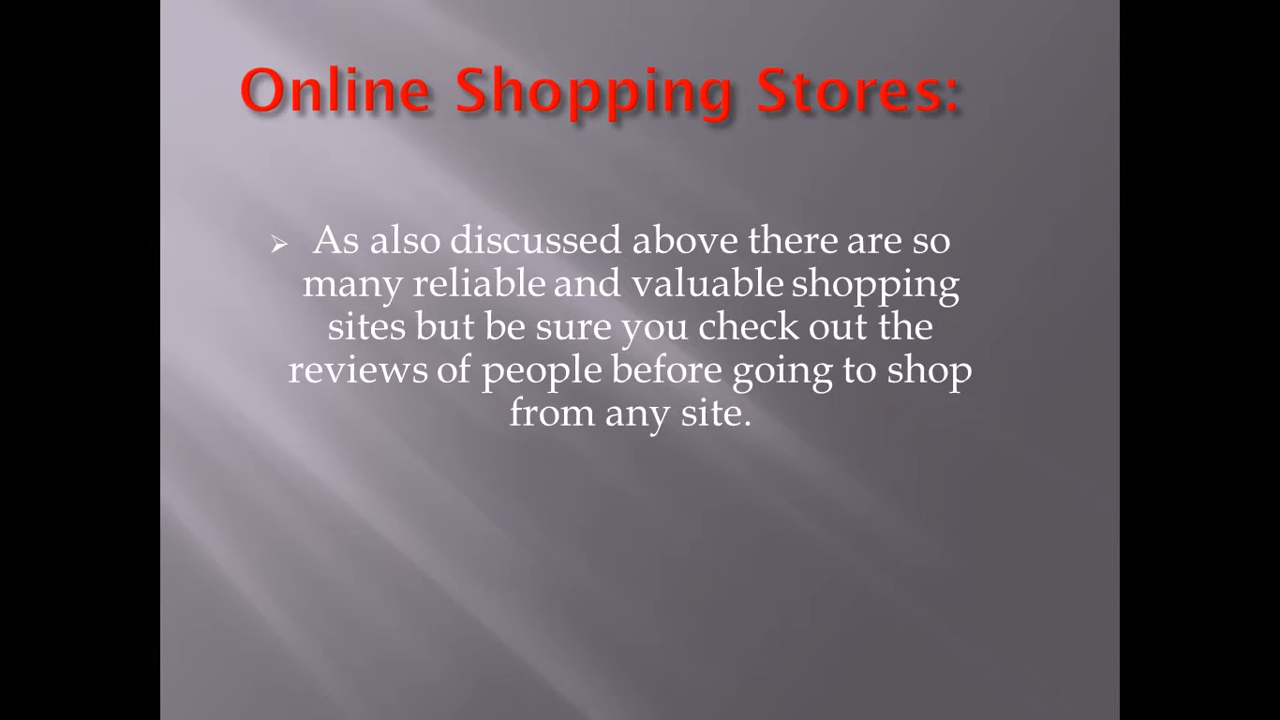 Online Shopping Stores:
➢ As also discussed above there are so
many reliable and valuable shopping
sites but be sure you check out the
reviews of people before going to shop
from any site.